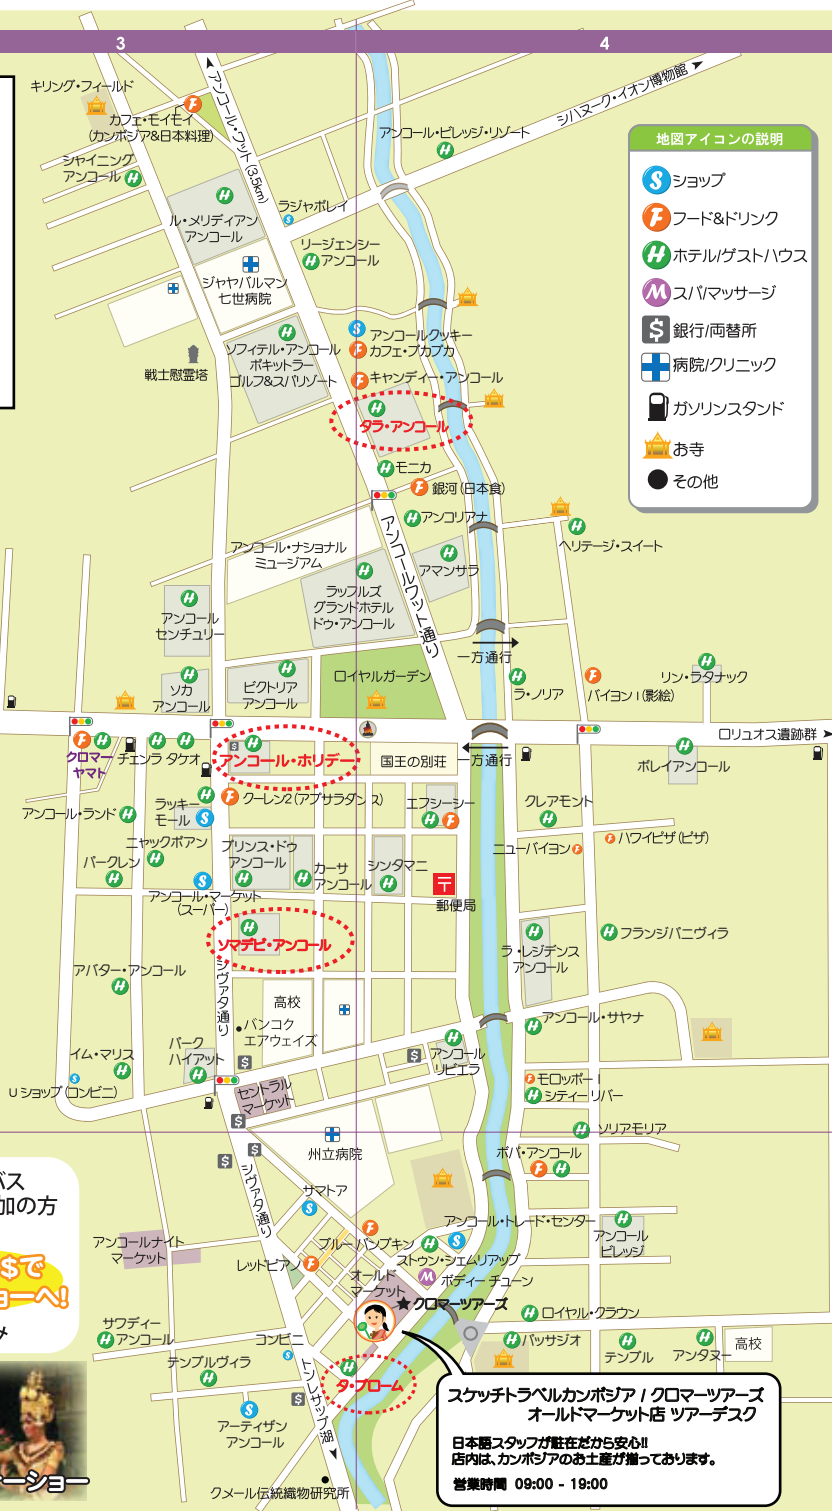 3
4
キリング・フィールド
カフェ・モイモイ
(カンボジア&日本料理)
アンコール・ワット(3.5km)
シハヌーク・イオン博物館
アンコール・ビレッジ・リゾート
シャイニング
アンコール
ル・メリディアン
アンコール
ラジャボレイ
リージェンシー
アンコール
ジャヤバルマン
七世病院
地図アイコンの説明
ショップ
フード&ドリンク
ホテル/ゲストハウス
スパ/マッサージ
銀行/両替所
病院/クリニック
ガソリンスタンド
お寺
その他
戦士慰霊塔
ソフィテル・アンコール
ポキットラー
ゴルフ&スパリゾート
アンコールクッキー
カフェ・プカプカ
キャンディー・アンコール
タラ・アンコール
モニカ
銀河(日本食)
アンコリアナ
ヘリテージ・スイート
アンコール・ナショナル
ミュージアム
アンコールワット通り
アマンサラ
ラッフルズ
グランドホテル
ドゥ・アンコール
アンコール
センチュリー
一方通行
ソカ
アンコール
ビクトリア
アンコール
ロイヤルガーデン
ラ・ノリア
バイヨンI(影絵)
リン・ラタナック
ロリュオス遺跡群
クロマー
ヤマト
チェンラ
タケオ
アンコール・ホリデー
国王の別荘
一方通行
ボレイアンコール
アンコール・ランド
ラッキー
モール
クーレン2(アプサラダンス)
エフシーシー
クレアモント
ハワイピザ(ピザ)
ニャックポアン
パークレン
プリンス・ドゥ
アンコール
カーサ
アンコール
シンタマニ
ニューバイヨン
郵便局
アンコール・マーケット
(スーパー)
ソマデビ・アンコール
フランジパニヴィラ
ラ・レジデンス
アンコール
アバター・アンコール
シヴァタ通り
高校
バンコク
エアウェイズ
アンコール・サヤナ
イム・マリス
パーク
ハイアット
アンコール
リビエラ
Uショップ(コンビニ)
セントラル
マーケット
モロッポー I
シティーリバー
ソリアモリア
州立病院
ボパ・アンコール
バス
加の方
シヴァタ通り
サマトア
アンコール・トレード・センター
アンコール
ビレッジ
アンコールナイト
マーケット
ブルーパンプキン
ストゥン・シェムリアップ
レッドピアノ
$で
ョーへ!
オールド
マーケット
ボディーチューン
クロマーツアーズ
ロイヤル・クラウン
サワディー
アンコール
コンビニ
パッサジオ
テンプル
アンタヌー
高校
テンプルヴィラ
トンレサップ湖
タ・プローム
アーティザン
アンコール
クメール伝統織物研究所
ーショー
スケッチトラベルカンボジア / クロマーツアーズ
オールドマーケット店 ツアーデスク
日本語スタッフが駐在だから安心!!
店内は、カンボジアのお土産が揃っております。
営業時間 09:00 - 19:00